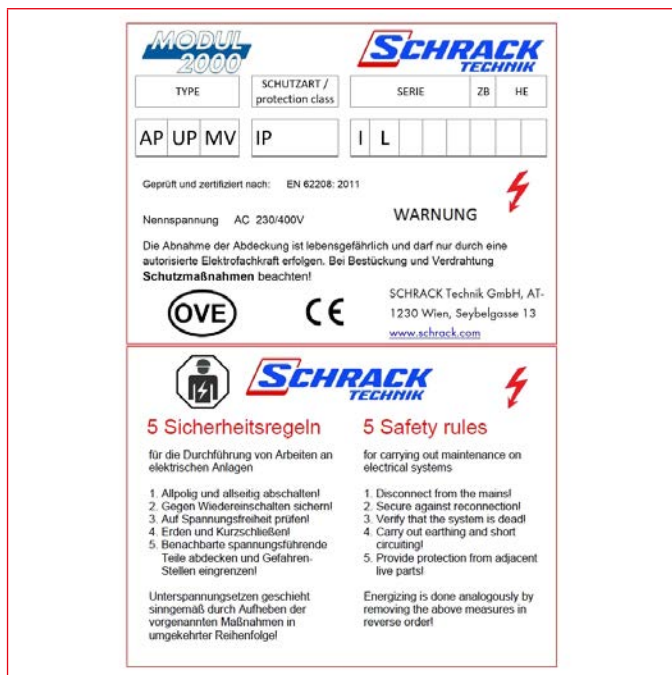 MODUL
2000
SCHRACK
TECHNIK
TYPE
SCHUTZART /
protection class
SERIE
ZB
HE
AP UP MV
IP
I L
Geprüft und zertifiziert nach: EN 62208: 2011
Nennspannung AC 230/400V
WARNUNG
Die Abnahme der Abdeckung ist lebensgefährlich und darf nur durch eine
autorisierte Elektrofachkraft erfolgen. Bei Bestückung und Verdrahtung
Schutzmaßnahmen beachten!
OVE
CE
SCHRACK Technik GmbH, AT-
1230 Wien, Seybelgasse 13
www.schrack.com
SCHRACK
TECHNIK
5 Sicherheitsregeln
für die Durchführung von Arbeiten an
elektrischen Anlagen
1. Allpolig und allseitig abschalten!
2. Gegen Wiedereinschalten sichern!
3. Auf Spannungsfreiheit prüfen!
4. Erden und Kurzschließen!
5. Benachbarte spannungsführende
Teile abdecken und Gefahren-
Stellen eingrenzen!
Unterspannungsetzen geschieht
sinngemäß durch Aufheben der
vorgenannten Maßnahmen in
umgekehrter Reihenfolge!
5 Safety rules
for carrying out maintenance on
electrical systems
1. Disconnect from the mains!
2. Secure against reconnection!
3. Verify that the system is dead!
4. Carry out earthing and short
circuiting!
5. Provide protection from adjacent
live parts!
Energizing is done analogously by
removing the above measures in
reverse order!